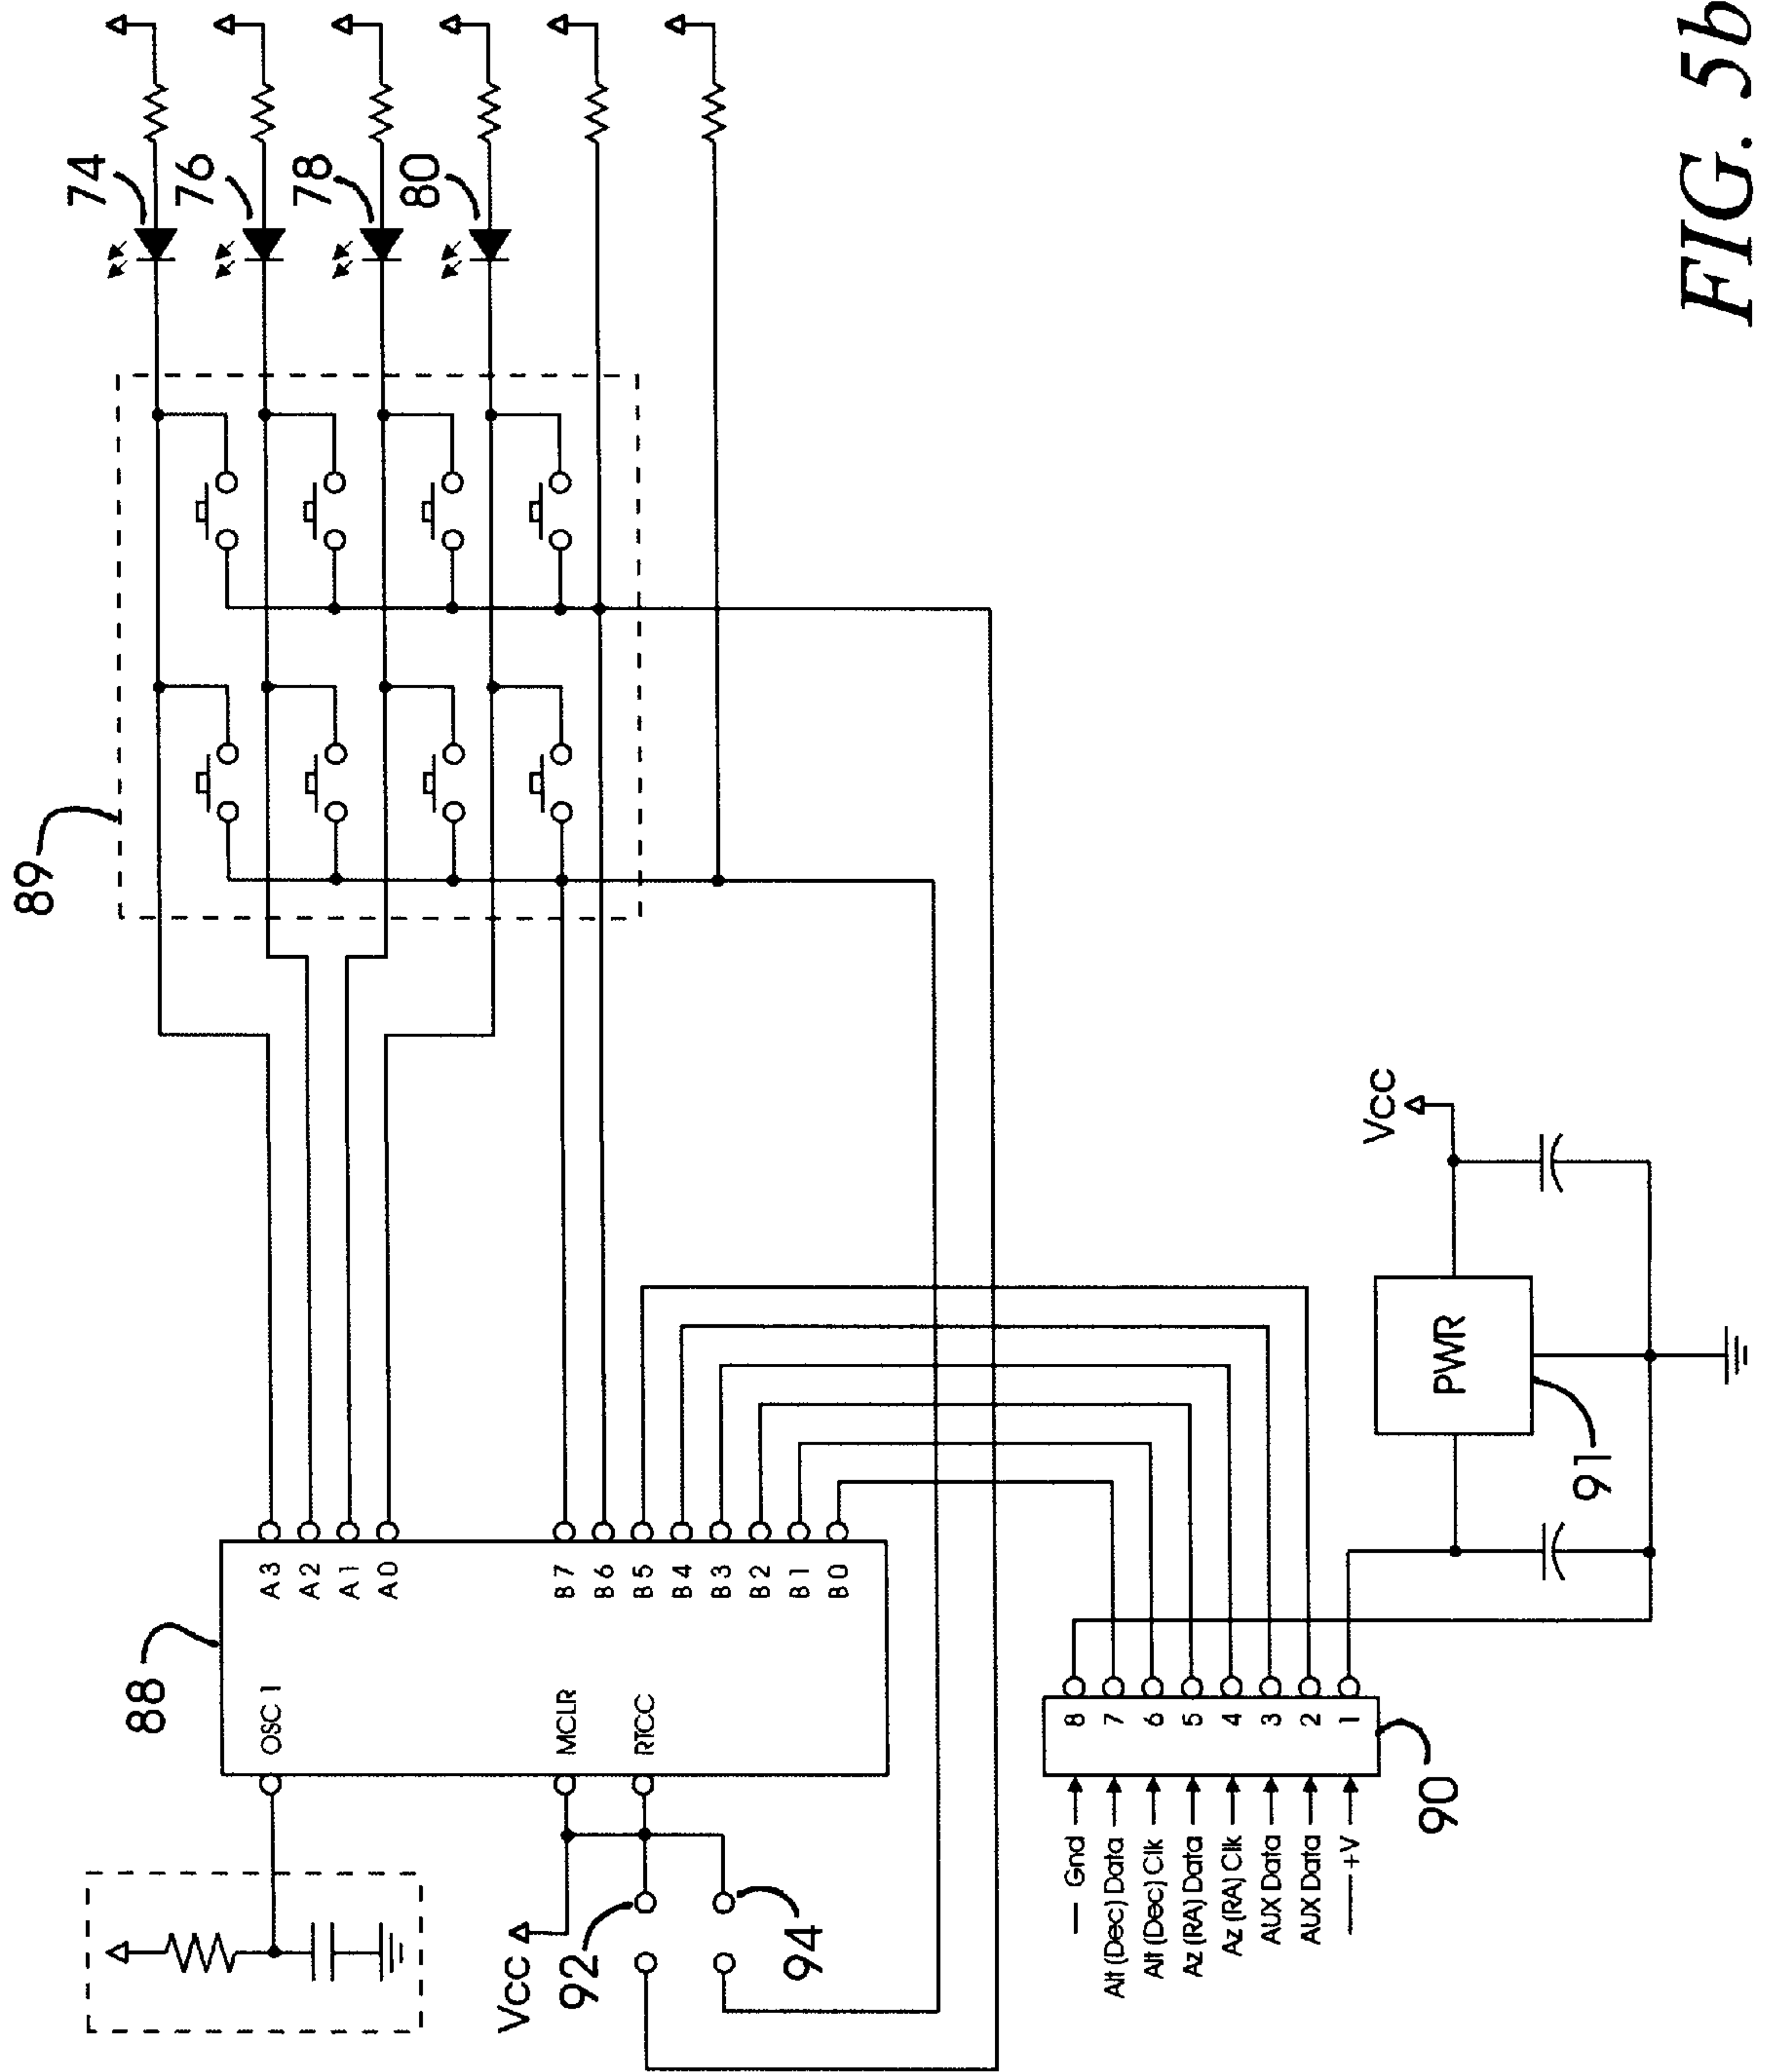 89
74
76
78
80
88
OSC1
MCLR
RTCC
A3
A2
A1
A0
B7
B6
B5
B4
B3
B2
B1
B0
Vcc
92
94
Gnd
Alt (Dec) Data
Alt (Dec) Clk
Az (RA) Data
Az (RA) Clk
AUX Data
AUX Data
+V
8
7
6
5
4
3
2
1
90
PWR
91
Vcc
FIG. 5b